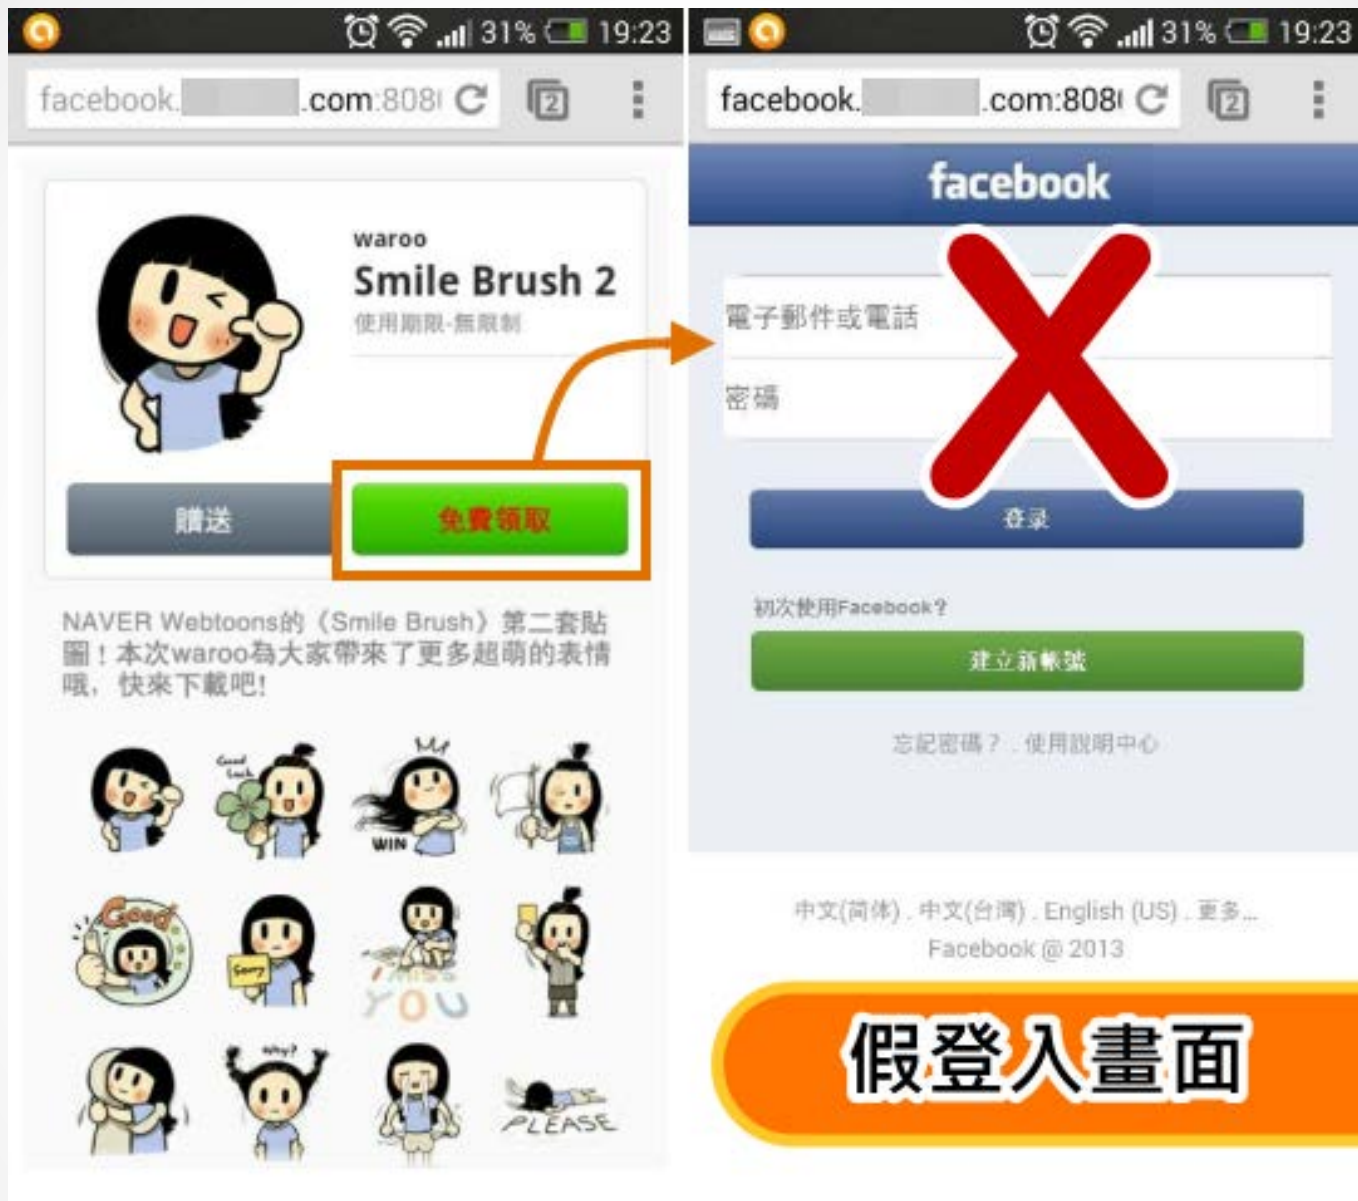 31% 19:23
facebook. .com:808
2
waroo
Smile Brush 2
使用期限-無限制
贈送
免費领取
NAVER Webtoons的《Smile Brush》第二套貼
圖！本次waroo為大家帶來了更多超萌的表情
哦，快來下載吧!
Good
Luck
WIN
Good
Sorry
I MISS
YOU
Why?
PLEASE
31% 19:23
facebook. .com:808
2
facebook
電子郵件或電話
密碼
登录
初次使用Facebook？
建立新帳號
忘記密碼？ . 使用說明中心
中文(简体) . 中文(台灣) . English (US) . 更多...
Facebook @ 2013
假登入畫面